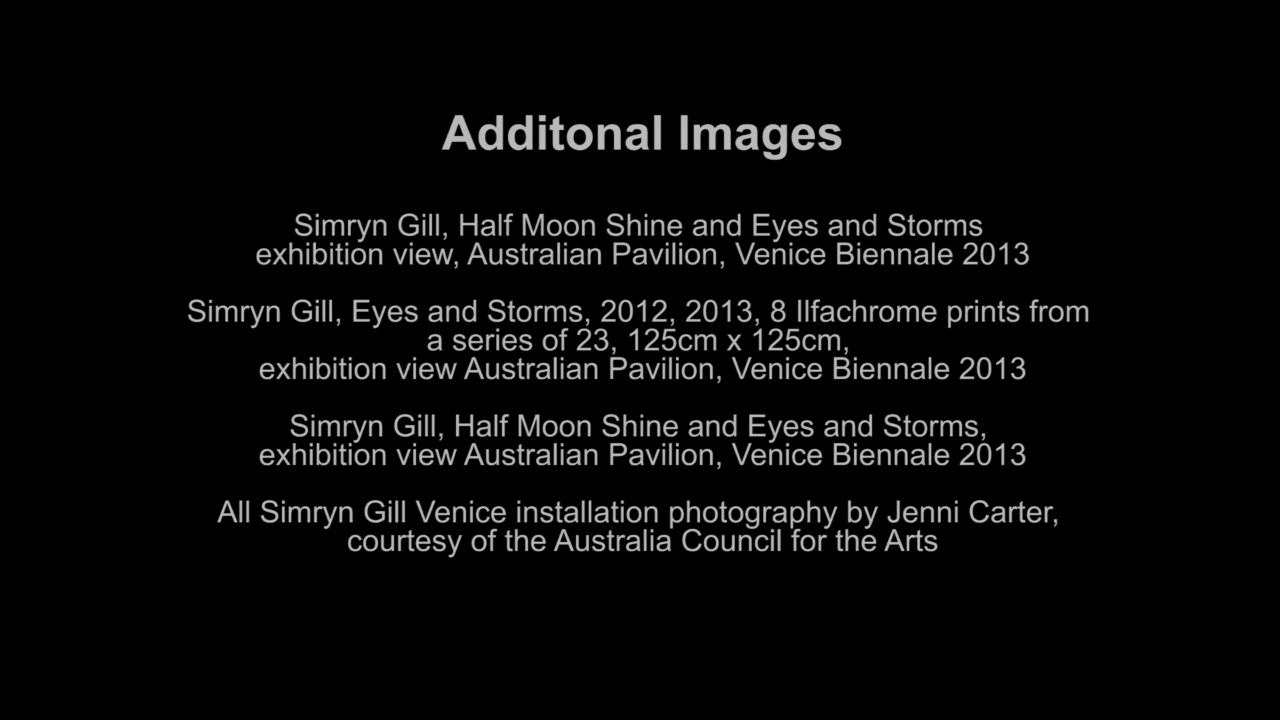 Additonal Images
Simryn Gill, Half Moon Shine and Eyes and Storms
exhibition view, Australian Pavilion, Venice Biennale 2013
Simryn Gill, Eyes and Storms, 2012, 2013, 8 Ilfachrome prints from
a series of 23, 125cm x 125cm,
exhibition view Australian Pavilion, Venice Biennale 2013
Simryn Gill, Half Moon Shine and Eyes and Storms,
exhibition view Australian Pavilion, Venice Biennale 2013
All Simryn Gill Venice installation photography by Jenni Carter,
courtesy of the Australia Council for the Arts